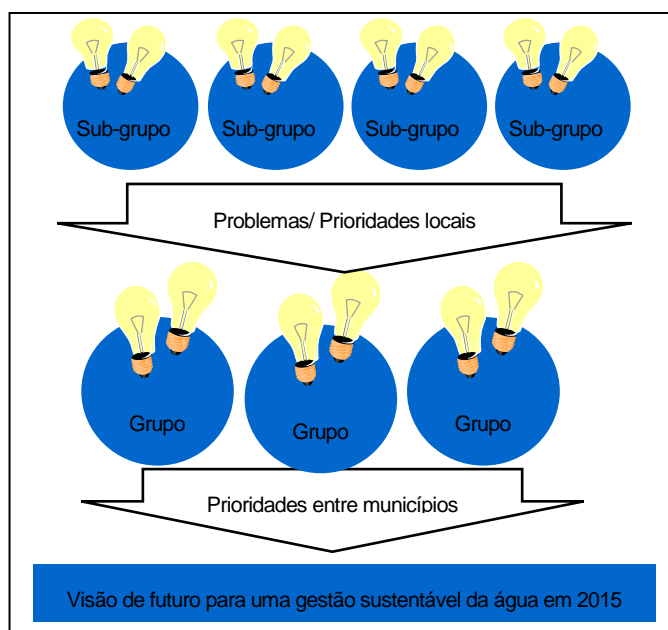 Sub-grupo Sub-grupo Sub-grupo Sub-grupo
Problemas/ Prioridades locais
Grupo Grupo Grupo
Prioridades entre municípios
Visão de futuro para uma gestão sustentável da água em 2015